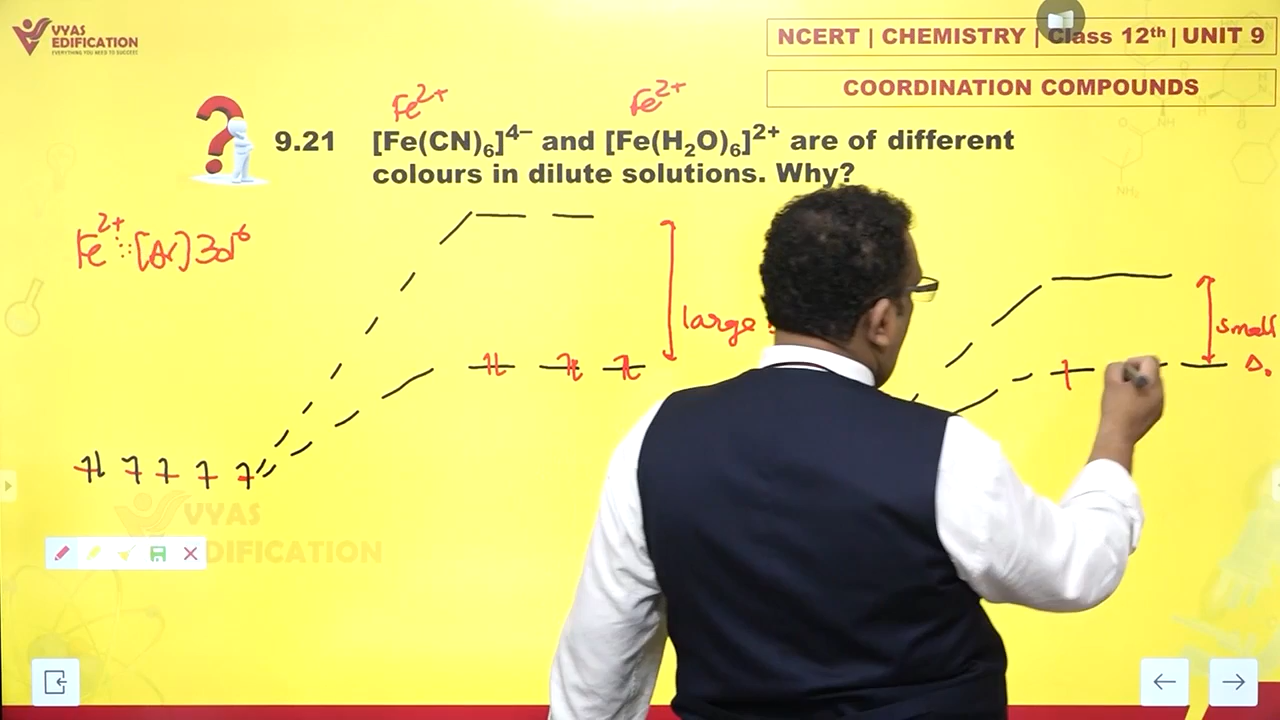 VYAS
EDIFICATION
EVERYTHING YOU NEED TO SUCCESS
NCERT | CHEMISTRY | Class 12th | UNIT 9
COORDINATION COMPOUNDS
Fe²⁺ Fe²⁺
9.21 [Fe(CN)₆]⁴⁻ and [Fe(H₂O)₆]²⁺ are of different
colours in dilute solutions. Why?
Fe²⁺ : [Ar] 3d⁶
large
small
Δ₀
VYAS
EDIFICATION